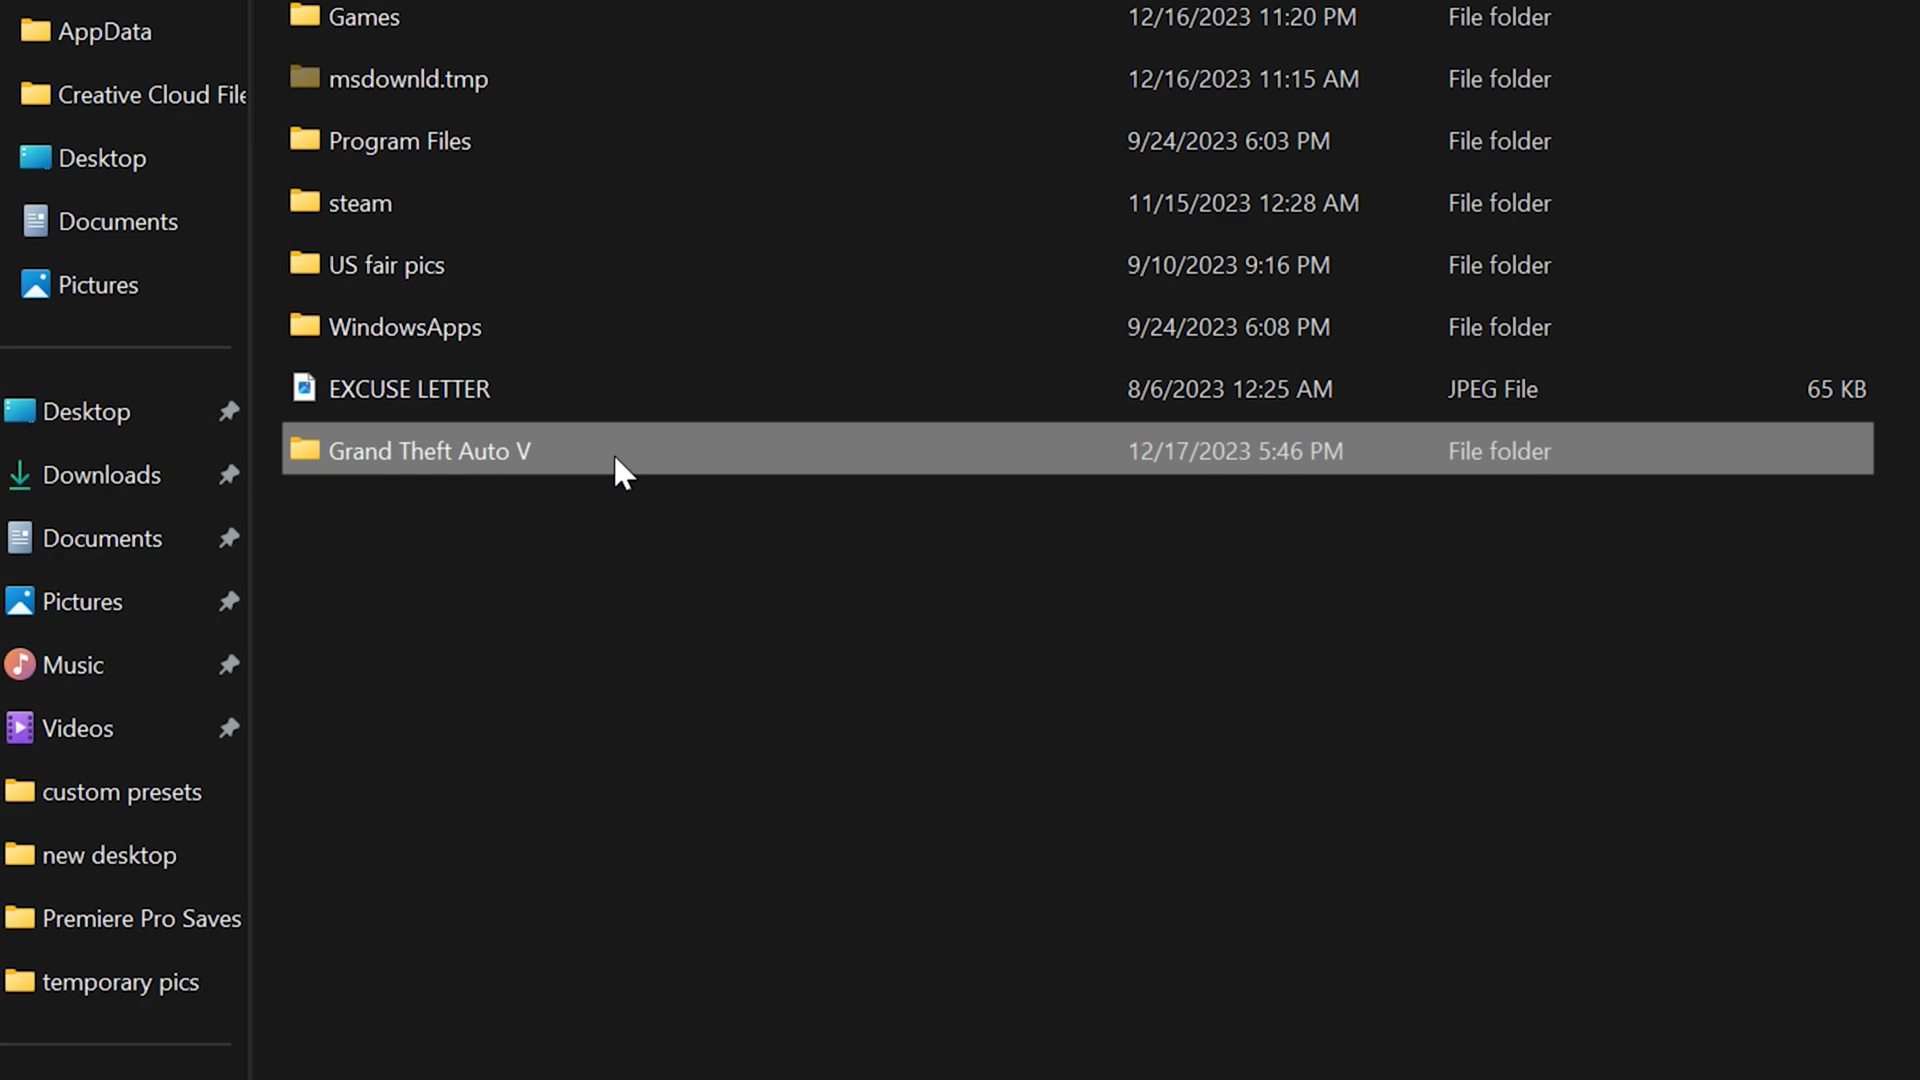 AppData
Creative Cloud File
Desktop
Documents
Pictures
Desktop
Downloads
Documents
Pictures
Music
Videos
custom presets
new desktop
Premiere Pro Saves
temporary pics
Games 12/16/2023 11:20 PM File folder
msdownld.tmp 12/16/2023 11:15 AM File folder
Program Files 9/24/2023 6:03 PM File folder
steam 11/15/2023 12:28 AM File folder
US fair pics 9/10/2023 9:16 PM File folder
WindowsApps 9/24/2023 6:08 PM File folder
EXCUSE LETTER 8/6/2023 12:25 AM JPEG File 65 KB
Grand Theft Auto V 12/17/2023 5:46 PM File folder